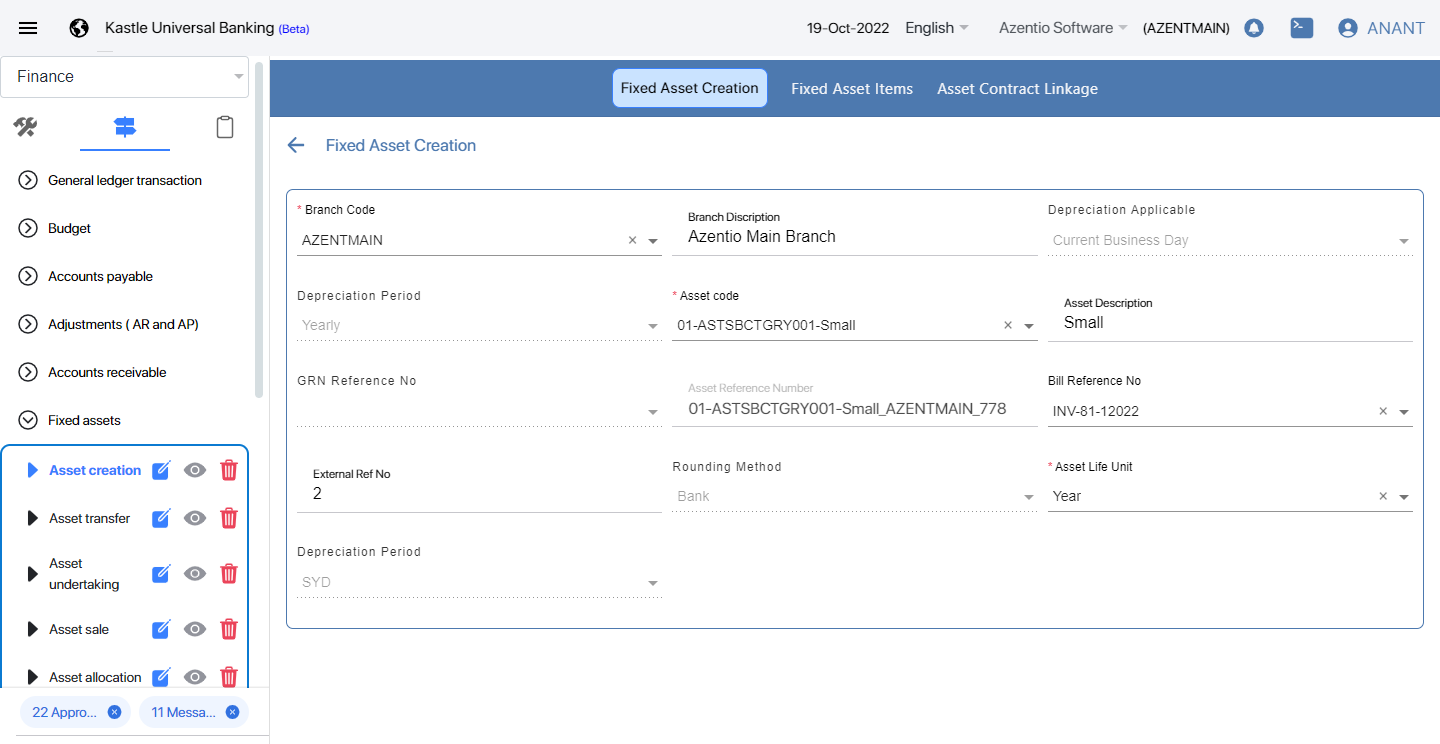 Kastle Universal Banking (Beta)
19-Oct-2022 English Azentio Software (AZENTMAIN) ANANT
Finance
General ledger transaction
Budget
Accounts payable
Adjustments ( AR and AP)
Accounts receivable
Fixed assets
Asset creation
Asset transfer
Asset
undertaking
Asset sale
Asset allocation
22 Appro... 11 Messa...
Fixed Asset Creation Fixed Asset Items Asset Contract Linkage
Fixed Asset Creation
* Branch Code
AZENTMAIN
Branch Discription
Azentio Main Branch
Depreciation Applicable
Current Business Day
Depreciation Period
Yearly
* Asset code
01-ASTSBCTGRY001-Small
Asset Description
Small
GRN Reference No
Asset Reference Number
01-ASTSBCTGRY001-Small_AZENTMAIN_778
Bill Reference No
INV-81-12022
External Ref No
2
Rounding Method
Bank
* Asset Life Unit
Year
Depreciation Period
SYD